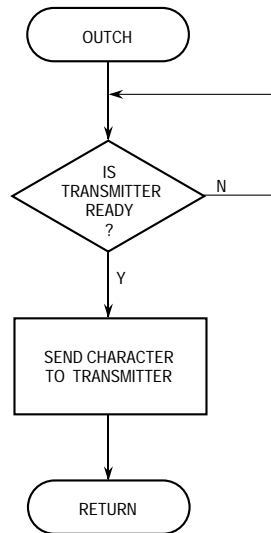 OUTCH
IS
TRANSMITTER
READY
?
N
Y
SEND CHARACTER
TO TRANSMITTER
RETURN